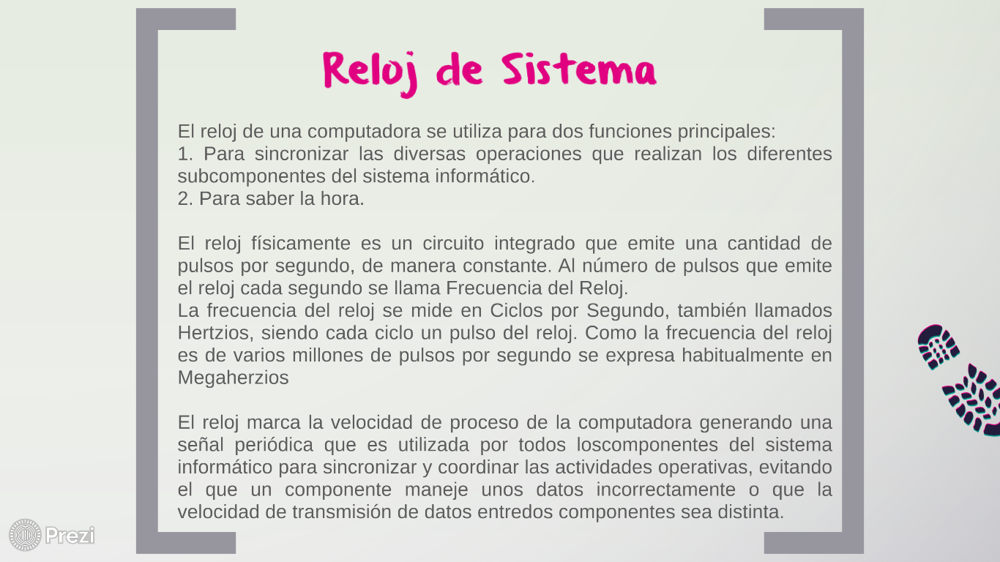 Reloj de Sistema
El reloj de una computadora se utiliza para dos funciones principales:
1. Para sincronizar las diversas operaciones que realizan los diferentes
subcomponentes del sistema informático.
2. Para saber la hora.
El reloj físicamente es un circuito integrado que emite una cantidad de
pulsos por segundo, de manera constante. Al número de pulsos que emite
el reloj cada segundo se llama Frecuencia del Reloj.
La frecuencia del reloj se mide en Ciclos por Segundo, también llamados
Hertzios, siendo cada ciclo un pulso del reloj. Como la frecuencia del reloj
es de varios millones de pulsos por segundo se expresa habitualmente en
Megaherzios
El reloj marca la velocidad de proceso de la computadora generando una
señal periódica que es utilizada por todos loscomponentes del sistema
informático para sincronizar y coordinar las actividades operativas, evitando
el que un componente maneje unos datos incorrectamente o que la
velocidad de transmisión de datos entredos componentes sea distinta.
Prezi